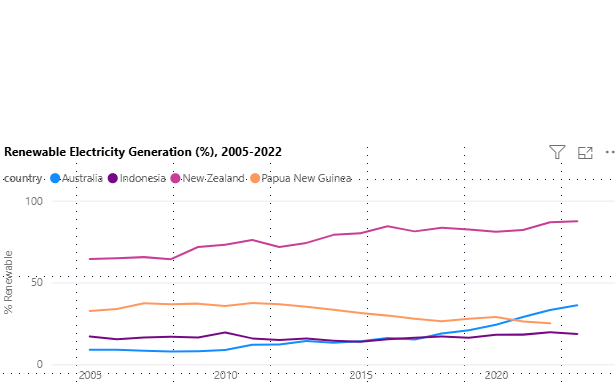 Renewable Electricity Generation (%), 2005-2022
country Australia Indonesia New Zealand Papua New Guinea
100
% Renewable
50
0
2005 2010 2015 2020